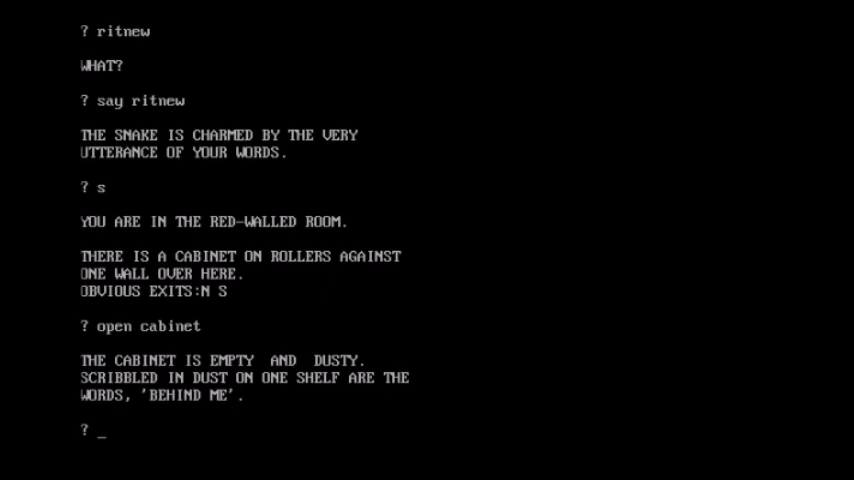 ? ritnew
WHAT?
? say ritnew
THE SNAKE IS CHARMED BY THE VERY
UTTERANCE OF YOUR WORDS.
? s
YOU ARE IN THE RED-WALLED ROOM.
THERE IS A CABINET ON ROLLERS AGAINST
ONE WALL OVER HERE.
OBVIOUS EXITS:N S
? open cabinet
THE CABINET IS EMPTY  AND  DUSTY.
SCRIBBLED IN DUST ON ONE SHELF ARE THE
WORDS, 'BEHIND ME'.
? _